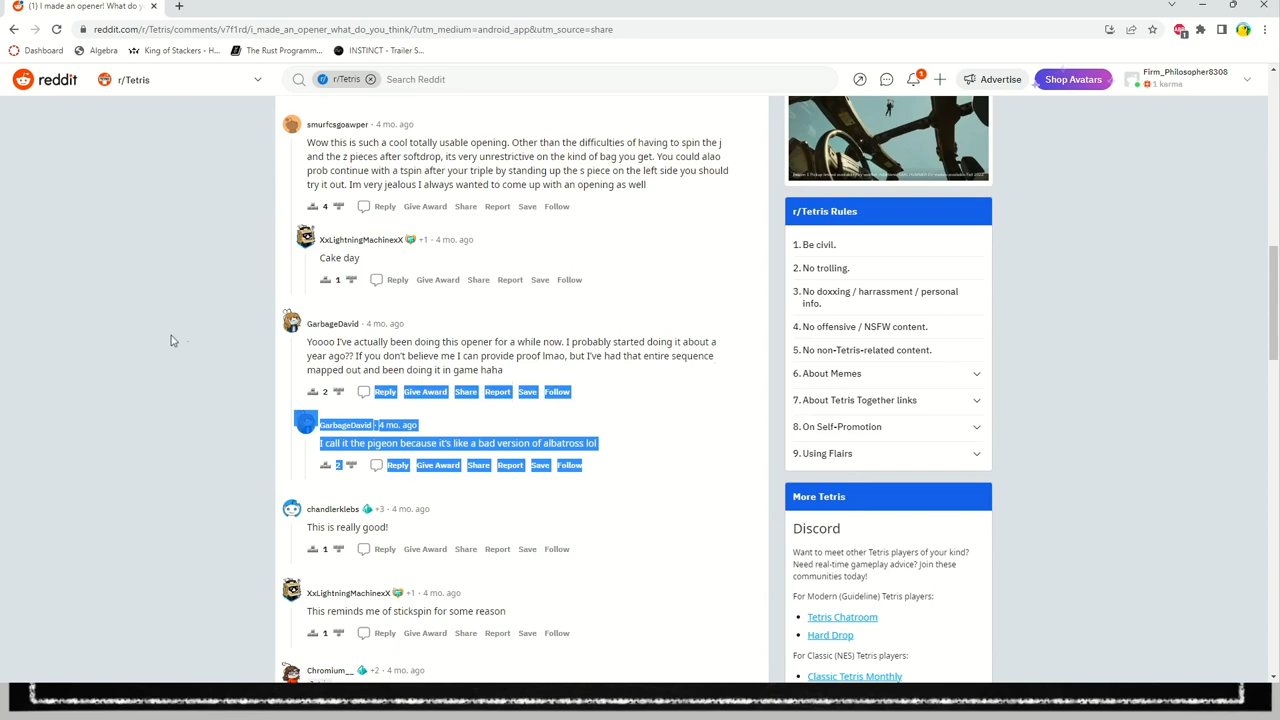 (1) I made an opener! What do y
reddit.com/r/Tetris/comments/v7f1rd/i_made_an_opener_what_do_you_think/?utm_medium=android_app&utm_source=share
Dashboard
Algebra
King of Stackers - H...
The Rust Programm...
INSTINCT - Trailer S...
reddit
r/Tetris
r/Tetris
Search Reddit
1
Advertise
Shop Avatars
Firm_Philosopher8308
1 karma
smurfcsgoawper · 4 mo. ago
Wow this is such a cool totally usable opening. Other than the difficulties of having to spin the j
and the z pieces after softdrop, its very unrestrictive on the kind of bag you get. You could alao
prob continue with a tspin after your triple by standing up the s piece on the left side you should
try it out. Im very jealous I always wanted to come up with an opening as well
4 Reply Give Award Share Report Save Follow
XxLightningMachinexX +1 · 4 mo. ago
Cake day
1 Reply Give Award Share Report Save Follow
GarbageDavid · 4 mo. ago
Yoooo I've actually been doing this opener for a while now. I probably started doing it about a
year ago?? If you don't believe me I can provide proof lmao, but I've had that entire sequence
mapped out and been doing it in game haha
2 Reply Give Award Share Report Save Follow
GarbageDavid · 4 mo. ago
I call it the pigeon because it's like a bad version of albatross lol
2 Reply Give Award Share Report Save Follow
chandlerklebs +3 · 4 mo. ago
This is really good!
1 Reply Give Award Share Report Save Follow
XxLightningMachinexX +1 · 4 mo. ago
This reminds me of stickspin for some reason
1 Reply Give Award Share Report Save Follow
Chromium__ +2 · 4 mo. ago
r/Tetris Rules
1. Be civil.
2. No trolling.
3. No doxxing / harrassment / personal
info.
4. No offensive / NSFW content.
5. No non-Tetris-related content.
6. About Memes
7. About Tetris Together links
8. On Self-Promotion
9. Using Flairs
More Tetris
Discord
Want to meet other Tetris players of your kind?
Need real-time gameplay advice? Join these
communities today!
For Modern (Guideline) Tetris players:
• Tetris Chatroom
• Hard Drop
For Classic (NES) Tetris players:
• Classic Tetris Monthly